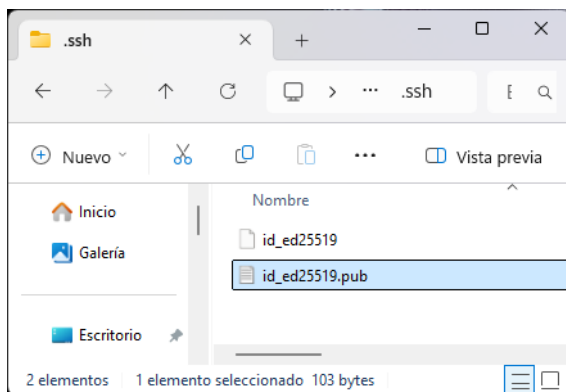 .ssh
.ssh
Nuevo
Vista previa
Inicio
Galería
Escritorio
Nombre
id_ed25519
id_ed25519.pub
2 elementos
1 elemento seleccionado 103 bytes